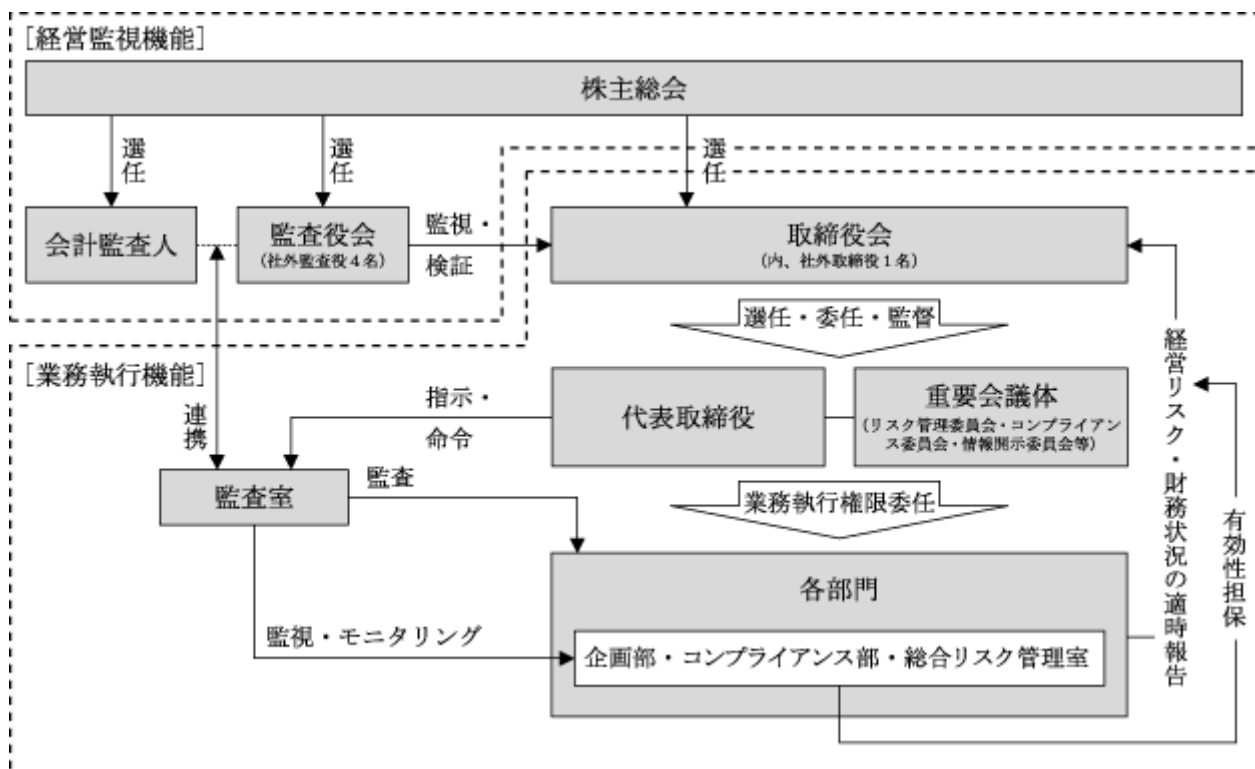 ［経営監視機能］
株主総会
選任
選任
選任
会計監査人
監査役会
（社外監査役４名）
監視・
検証
取締役会
（内、社外取締役１名）
選任・委任・監督
［業務執行機能］
連携
指示・
命令
代表取締役
重要会議体
（リスク管理委員会・コンプライアン
ス委員会・情報開示委員会等）
監査室
監査
業務執行権限委任
各部門
監視・モニタリング
企画部・コンプライアンス部・総合リスク管理室
経営リスク・財務状況の適時報告
有効性担保